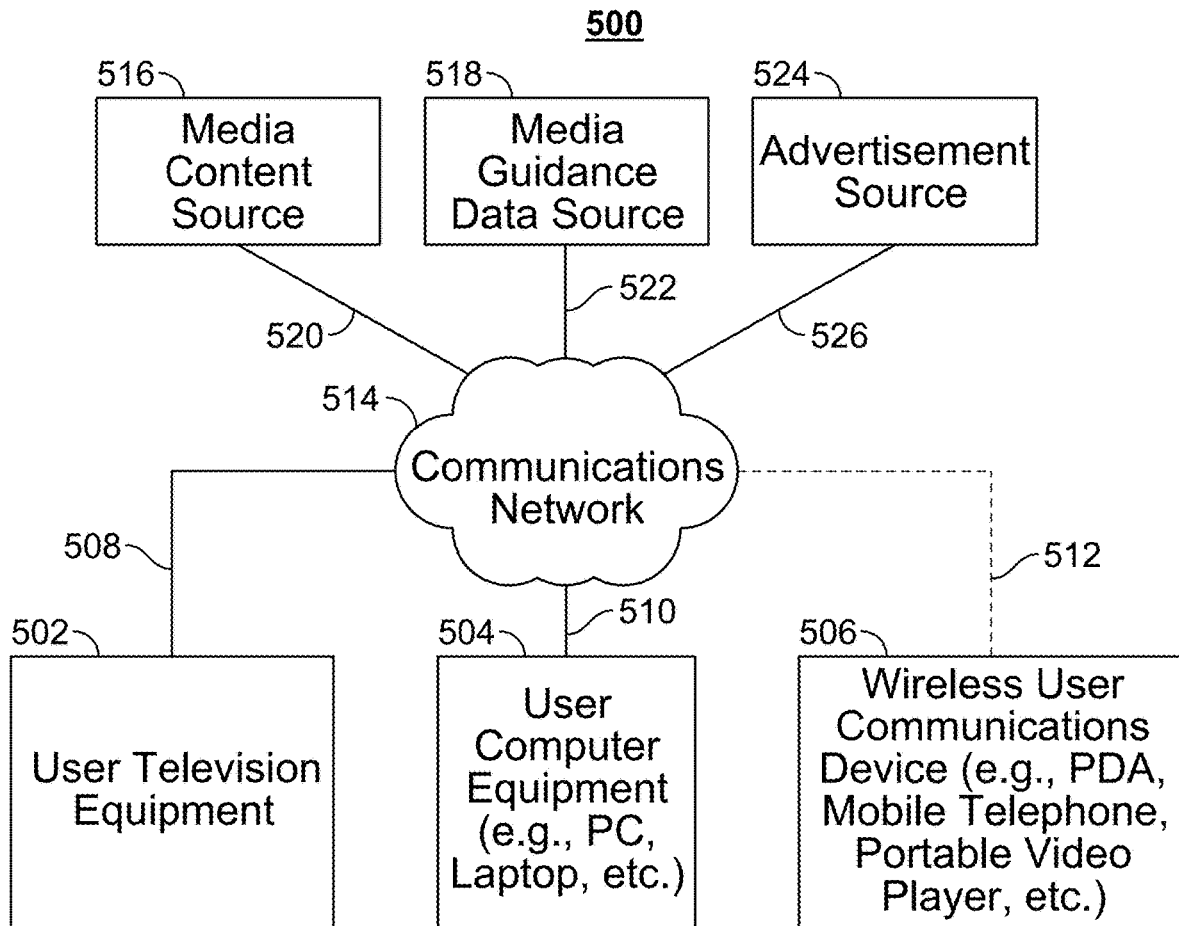 500
516
518
524
Media
Content
Source
Media
Guidance
Data Source
Advertisement
Source
520
522
526
514
Communications
Network
508
510
512
502
504
506
User Television
Equipment
User
Computer
Equipment
(e.g., PC,
Laptop, etc.)
Wireless User
Communications
Device (e.g., PDA,
Mobile Telephone,
Portable Video
Player, etc.)